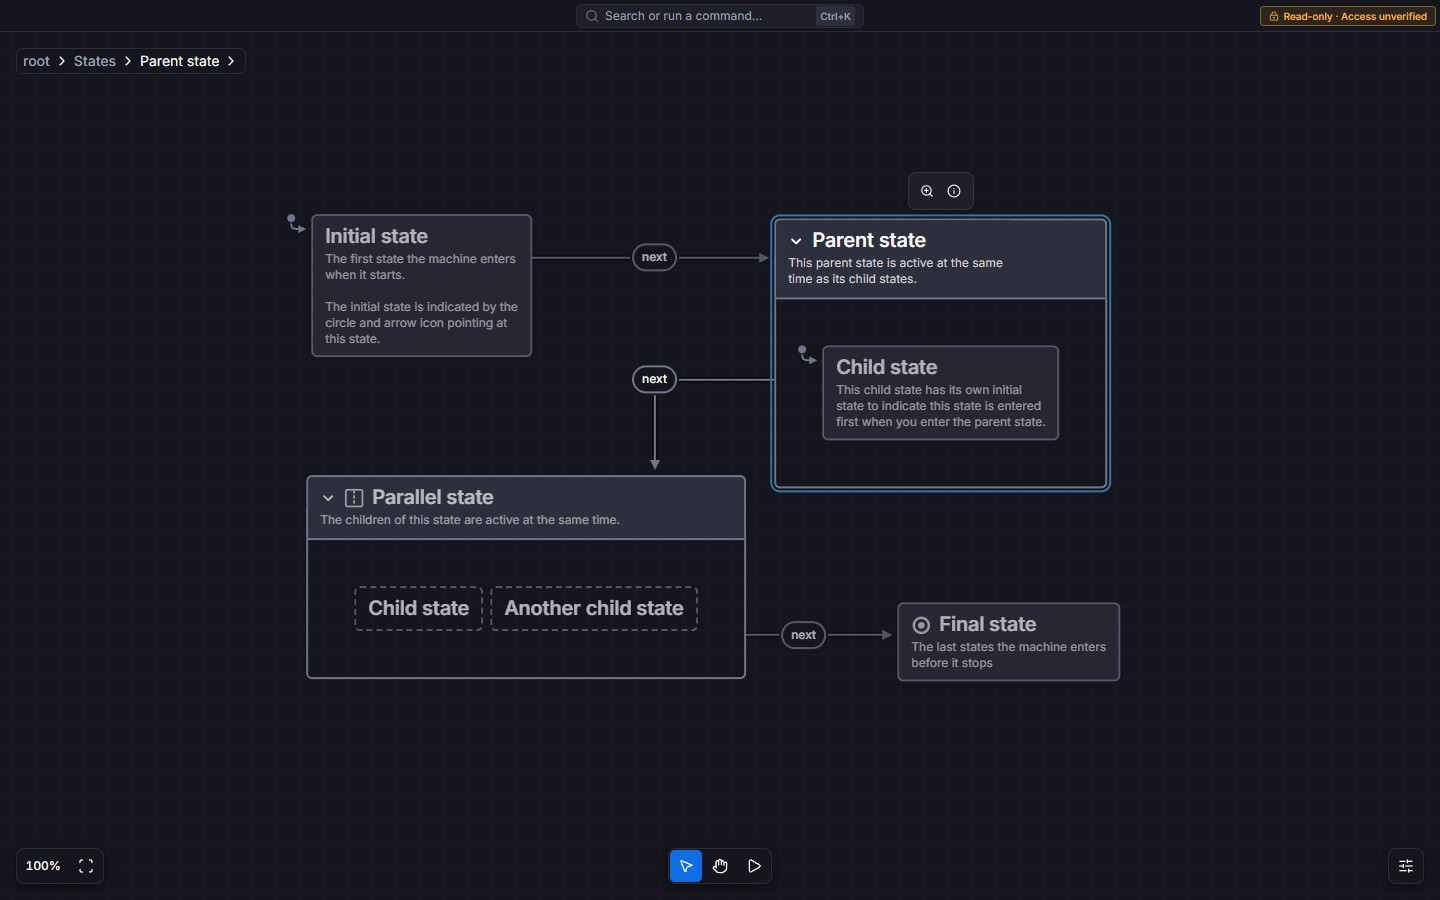 Search or run a command...
Ctrl+K
Read-only · Access unverified
root
States
Parent state
Initial state
The first state the machine enters
when it starts.
The initial state is indicated by the
circle and arrow icon pointing at
this state.
next
Parent state
This parent state is active at the same
time as its child states.
Child state
This child state has its own initial
state to indicate this state is entered
first when you enter the parent state.
next
Parallel state
The children of this state are active at the same time.
Child state
Another child state
next
Final state
The last states the machine enters
before it stops
100%